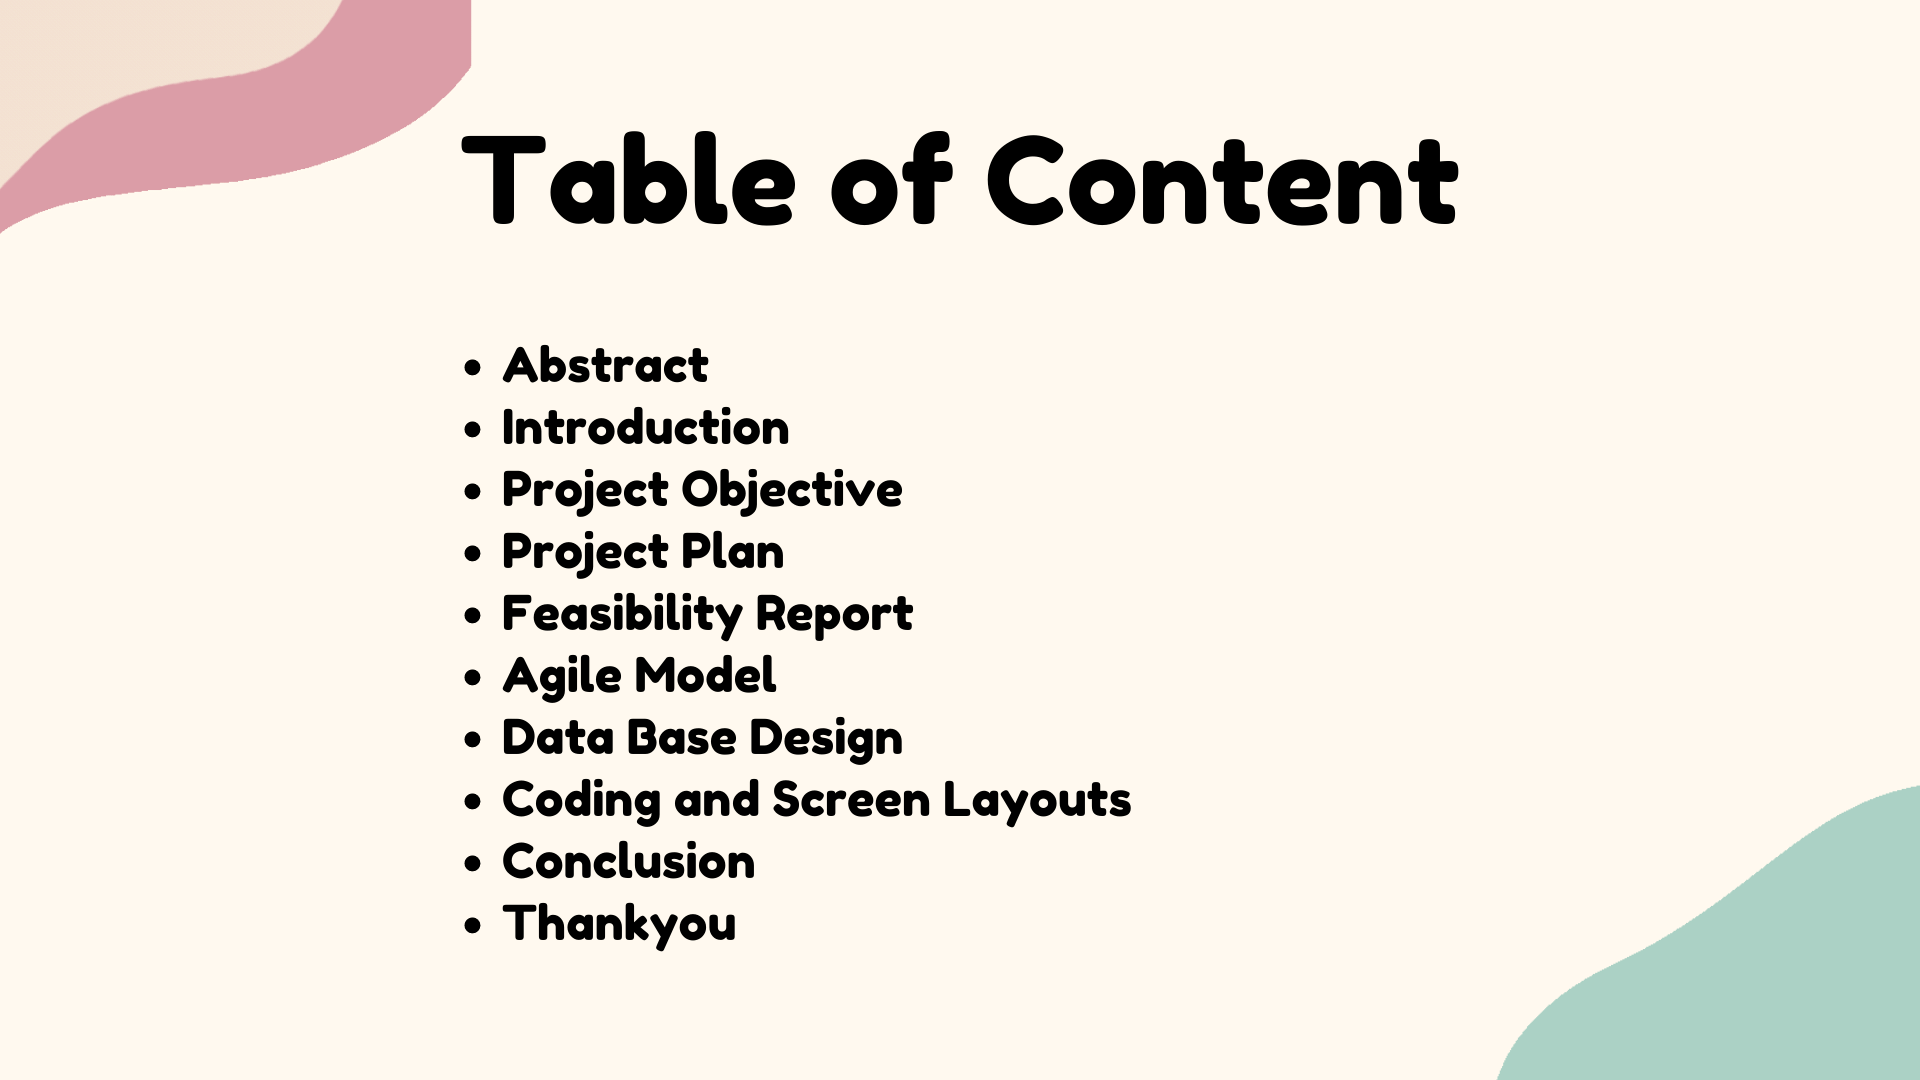 Table of Content
• Abstract
• Introduction
• Project Objective
• Project Plan
• Feasibility Report
• Agile Model
• Data Base Design
• Coding and Screen Layouts
• Conclusion
• Thankyou